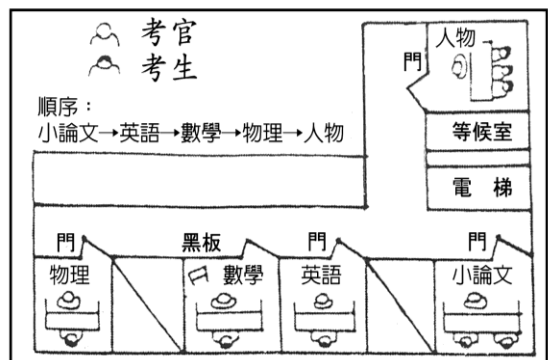 考官
考生
順序：
小論文→英語→數學→物理→人物
人物
門
等候室
電 梯
門
黑板
門
門
物理
數學
英語
小論文